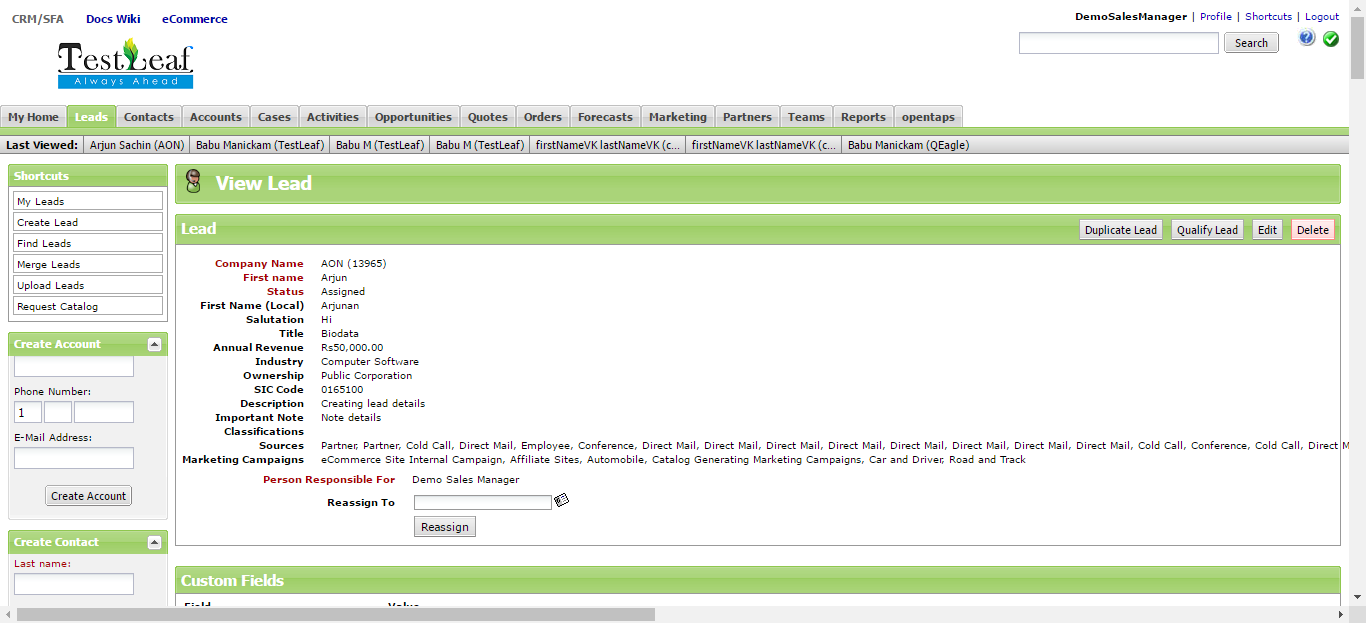 CRM/SFA Docs Wiki eCommerce
DemoSalesManager | Profile | Shortcuts | Logout
TestLeaf
Always Ahead
Search
My Home Leads Contacts Accounts Cases Activities Opportunities Quotes Orders Forecasts Marketing Partners Teams Reports opentaps
Last Viewed: Arjun Sachin (AON) Babu Manickam (TestLeaf) Babu M (TestLeaf) Babu M (TestLeaf) firstNameVK lastNameVK (c... firstNameVK lastNameVK (c... Babu Manickam (QEagle)
Shortcuts
My Leads
Create Lead
Find Leads
Merge Leads
Upload Leads
Request Catalog
Create Account
Phone Number:
1
E-Mail Address:
Create Account
Create Contact
Last name:
View Lead
Lead
Duplicate Lead Qualify Lead Edit Delete
Company Name AON (13965)
First name Arjun
Status Assigned
First Name (Local) Arjunan
Salutation Hi
Title Biodata
Annual Revenue Rs50,000.00
Industry Computer Software
Ownership Public Corporation
SIC Code 0165100
Description Creating lead details
Important Note Note details
Classifications
Sources Partner, Partner, Cold Call, Direct Mail, Employee, Conference, Direct Mail, Direct Mail, Direct Mail, Direct Mail, Direct Mail, Direct Mail, Direct Mail, Direct Mail, Cold Call, Conference, Cold Call, Direct M
Marketing Campaigns eCommerce Site Internal Campaign, Affiliate Sites, Automobile, Catalog Generating Marketing Campaigns, Car and Driver, Road and Track
Person Responsible For Demo Sales Manager
Reassign To
Reassign
Custom Fields
Field Value